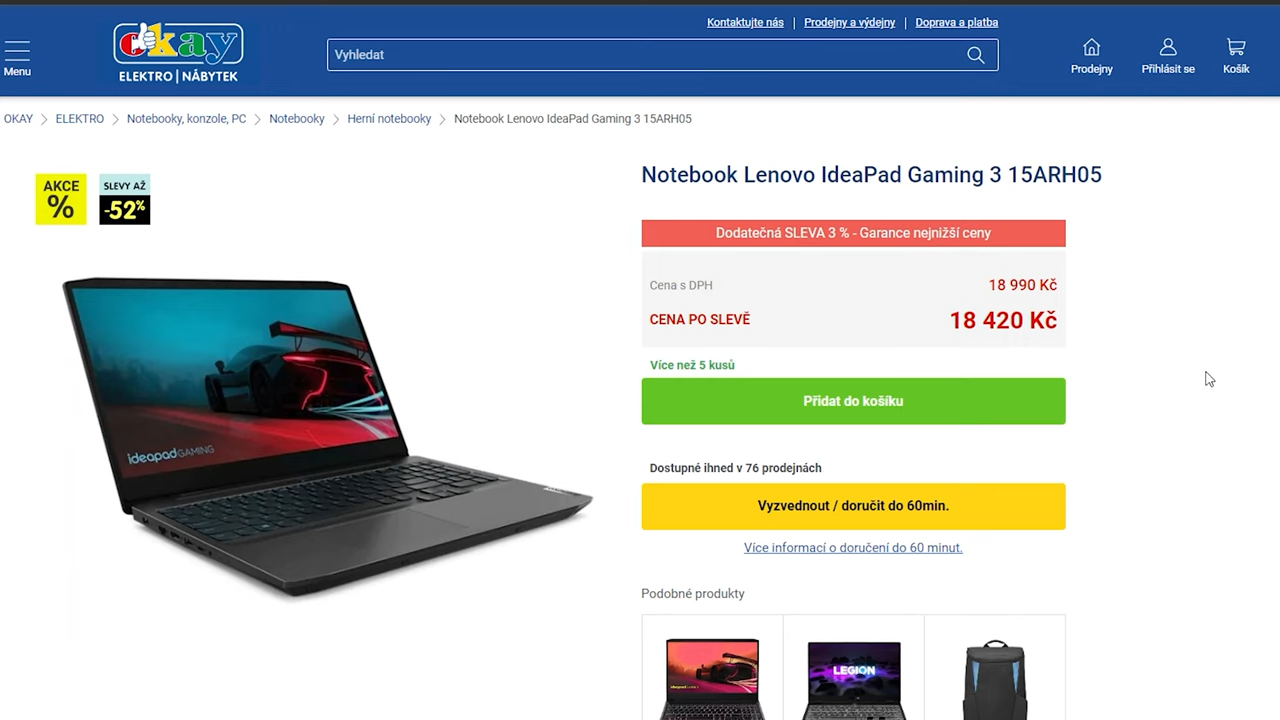 Kontaktujte nás | Prodejny a výdejny | Doprava a platba
Menu
okay
ELEKTRO | NÁBYTEK
Vyhledat
Prodejny
Přihlásit se
Košík
OKAY > ELEKTRO > Notebooky, konzole, PC > Notebooky > Herní notebooky > Notebook Lenovo IdeaPad Gaming 3 15ARH05
AKCE
%
SLEVY AŽ
-52%
ideapadGAMING
Notebook Lenovo IdeaPad Gaming 3 15ARH05
Dodatečná SLEVA 3 % - Garance nejnižší ceny
Cena s DPH 18 990 Kč
CENA PO SLEVĚ 18 420 Kč
Více než 5 kusů
Přidat do košíku
Dostupné ihned v 76 prodejnách
Vyzvednout / doručit do 60min.
Více informací o doručení do 60 minut.
Podobné produkty
LEGION